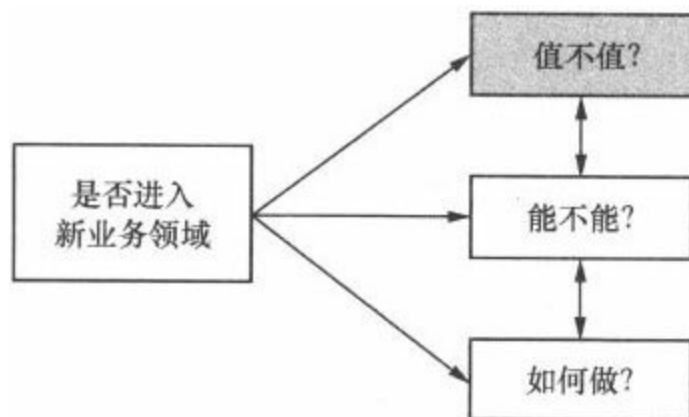 是否进入
新业务领域
值不值？
能不能？
如何做？